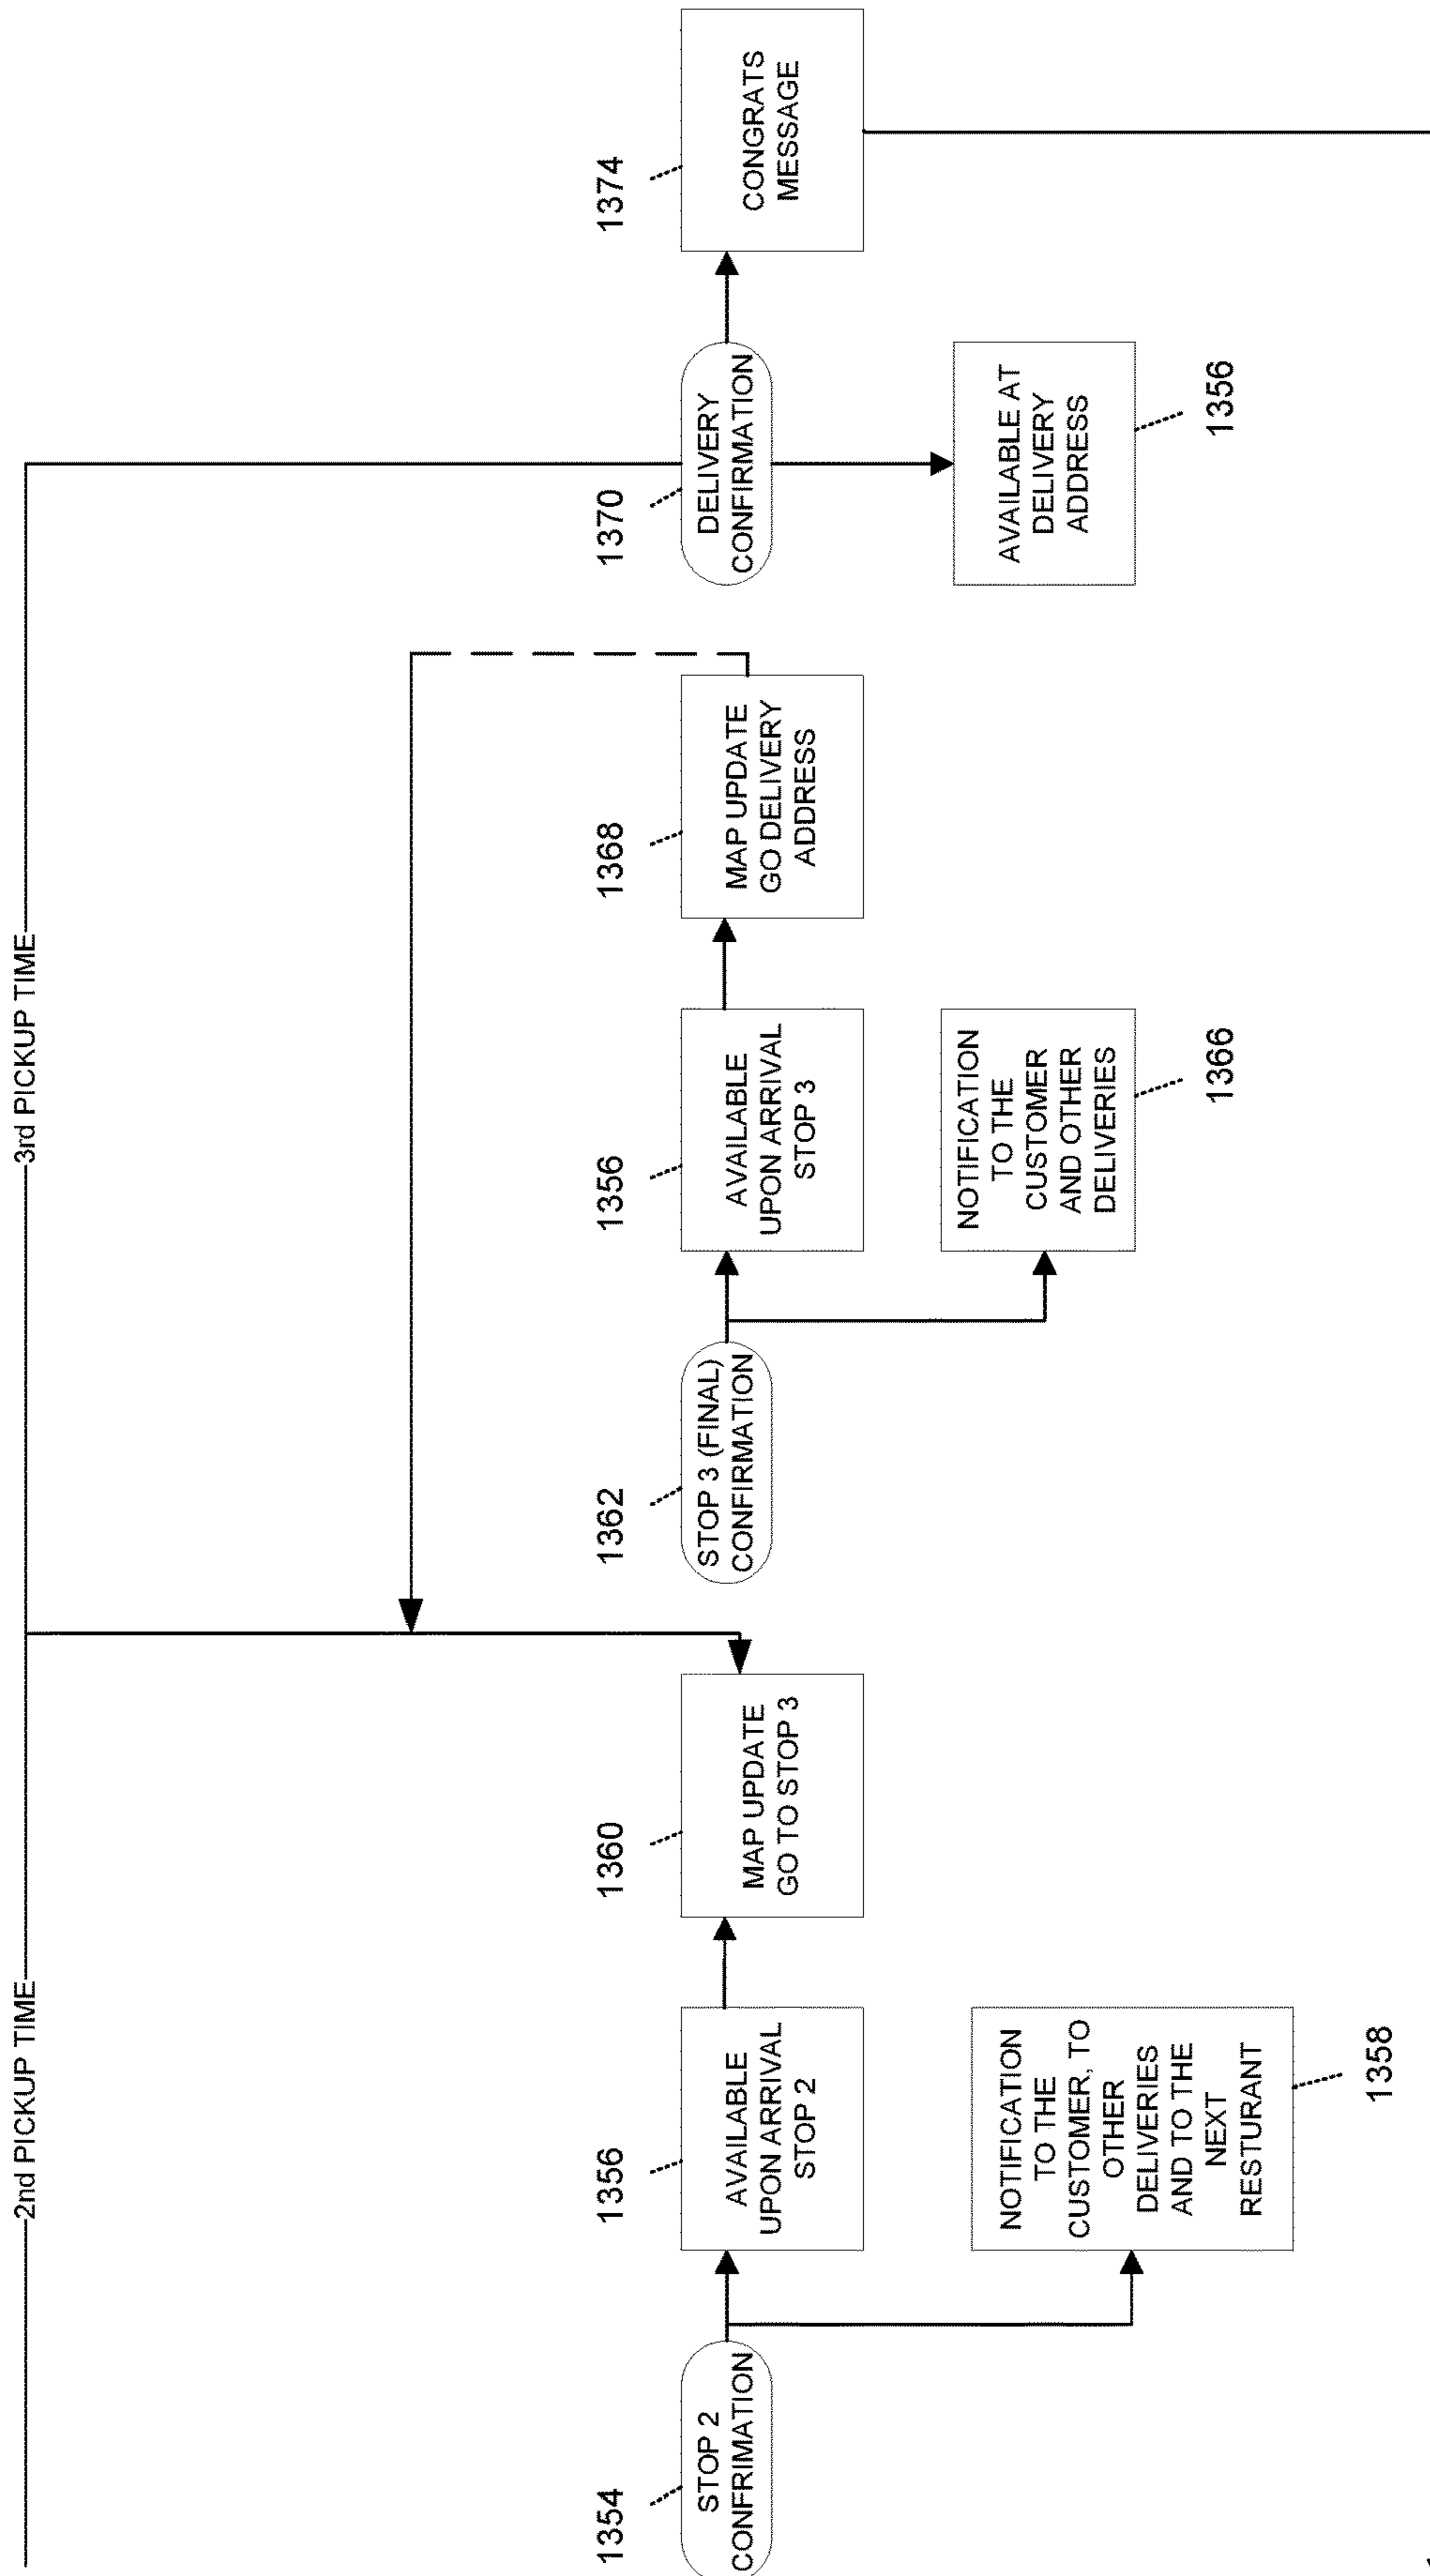 2nd PICKUP TIME
3rd PICKUP TIME
1354
STOP 2
CONFRIMATION
1356
AVAILABLE
UPON ARRIVAL
STOP 2
1360
MAP UPDATE
GO TO STOP 3
1362
STOP 3 (FINAL)
CONFIRMATION
1356
AVAILABLE
UPON ARRIVAL
STOP 3
1368
MAP UPDATE
GO DELIVERY
ADDRESS
1370
DELIVERY
CONFIRMATION
1374
CONGRATS
MESSAGE
NOTIFICATION
TO THE
CUSTOMER, TO
OTHER
DELIVERIES
AND TO THE
NEXT
RESTURANT
1358
NOTIFICATION
TO THE
CUSTOMER
AND OTHER
DELIVERIES
1366
AVAILABLE AT
DELIVERY
ADDRESS
1356